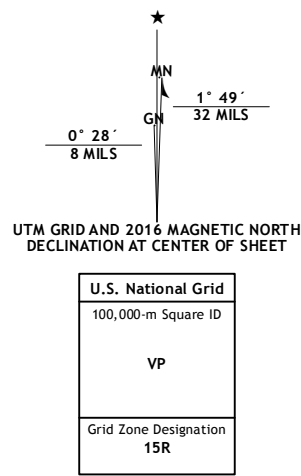 ★
MN
1° 49´
32 MILS
GN
0° 28´
8 MILS
UTM GRID AND 2016 MAGNETIC NORTH
DECLINATION AT CENTER OF SHEET
U.S. National Grid
100,000-m Square ID
VP
Grid Zone Designation
15R